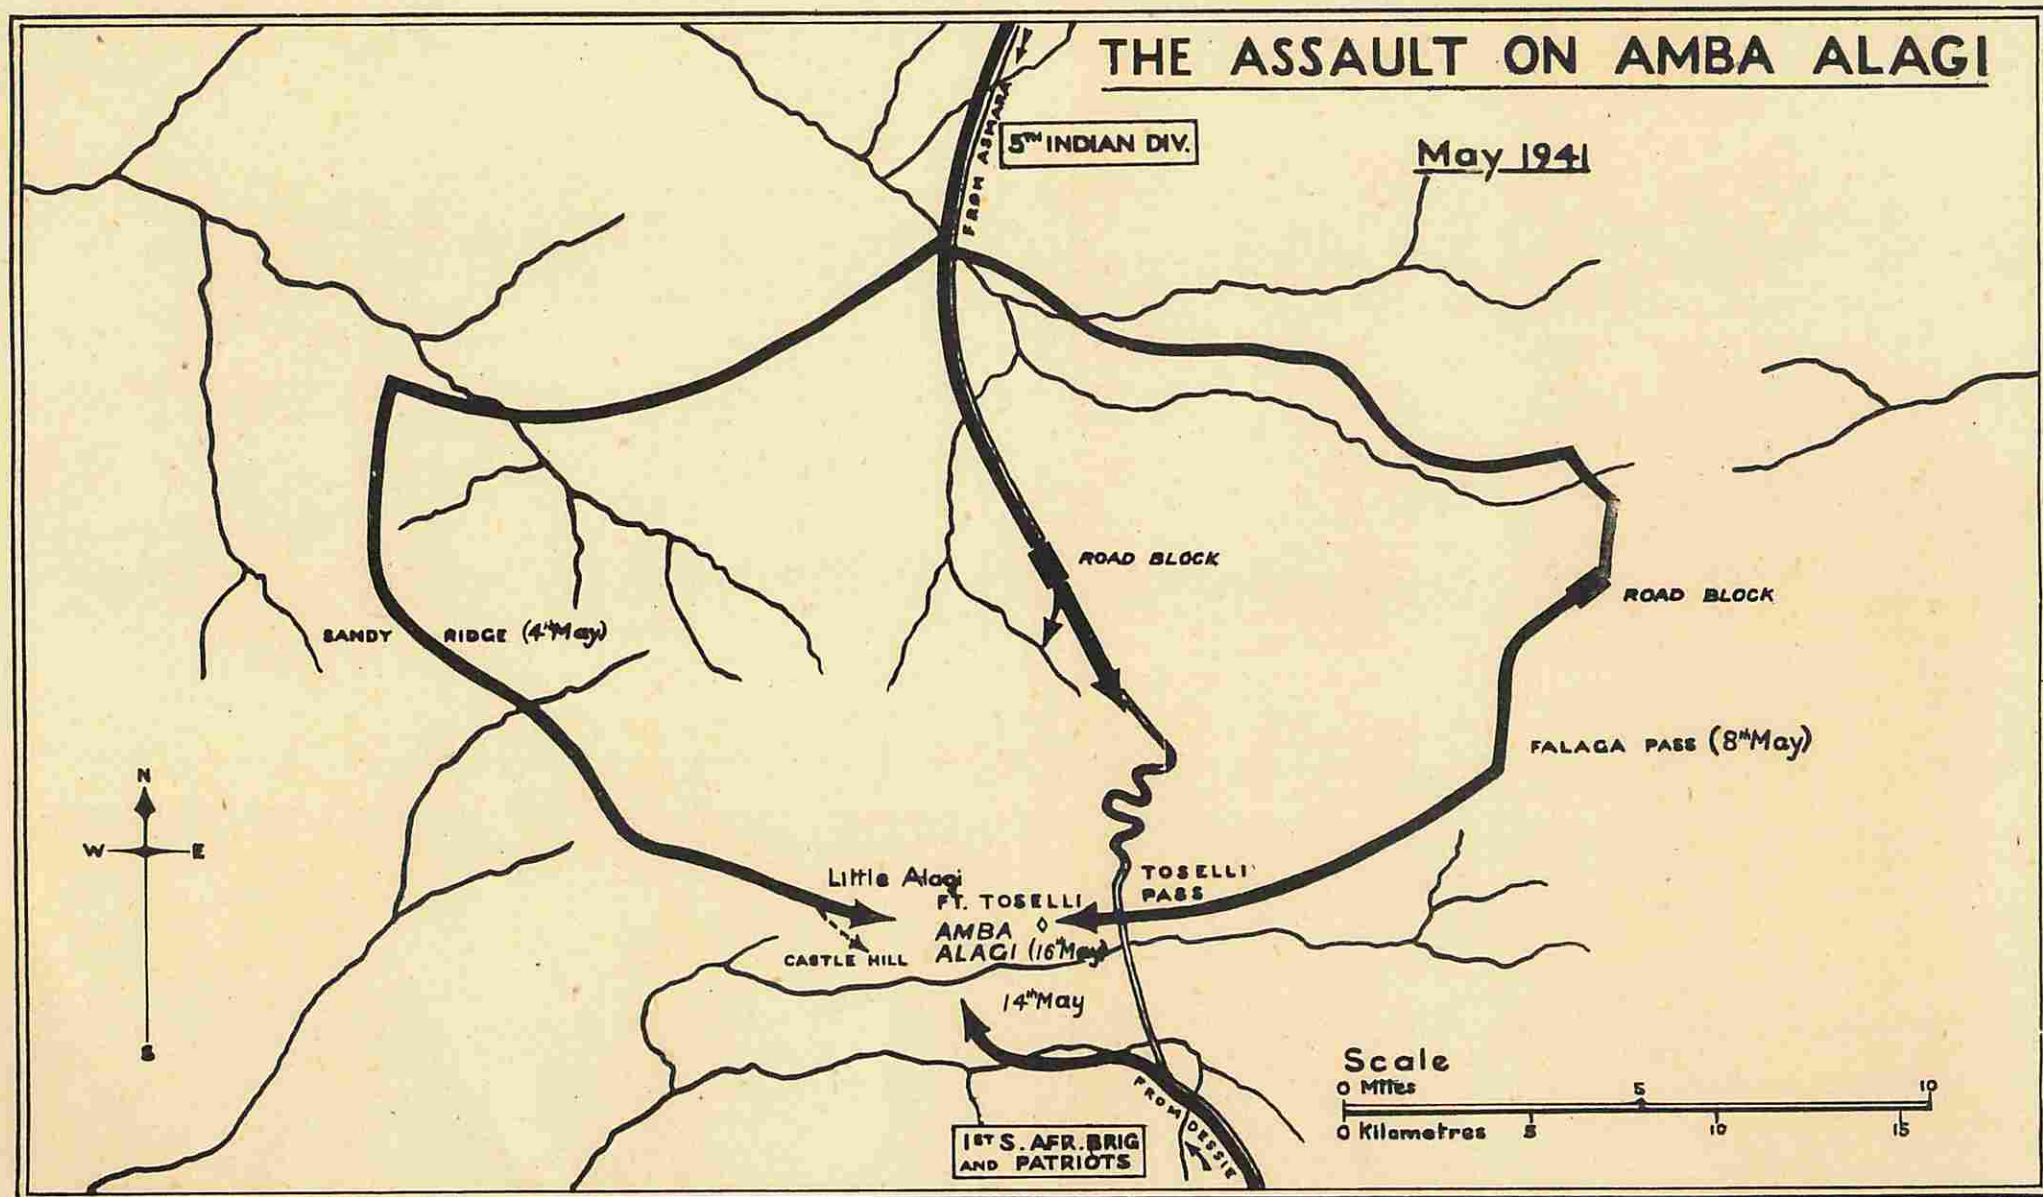 THE ASSAULT ON AMBA ALAGI
May 1941
FROM ASMARA
5TH INDIAN DIV.
ROAD BLOCK
ROAD BLOCK
SANDY RIDGE (4th May)
FALAGA PASS (8th May)
N
W E
S
Little Alagi
FT. TOSELLI
TOSELLI
PASS
AMBA
ALAGI (16th May)
CASTLE HILL
14th May
FROM DESSIE
1ST S. AFR. BRIG
AND PATRIOTS
Scale
0 Miles 5 10
0 Kilometres 5 10 15